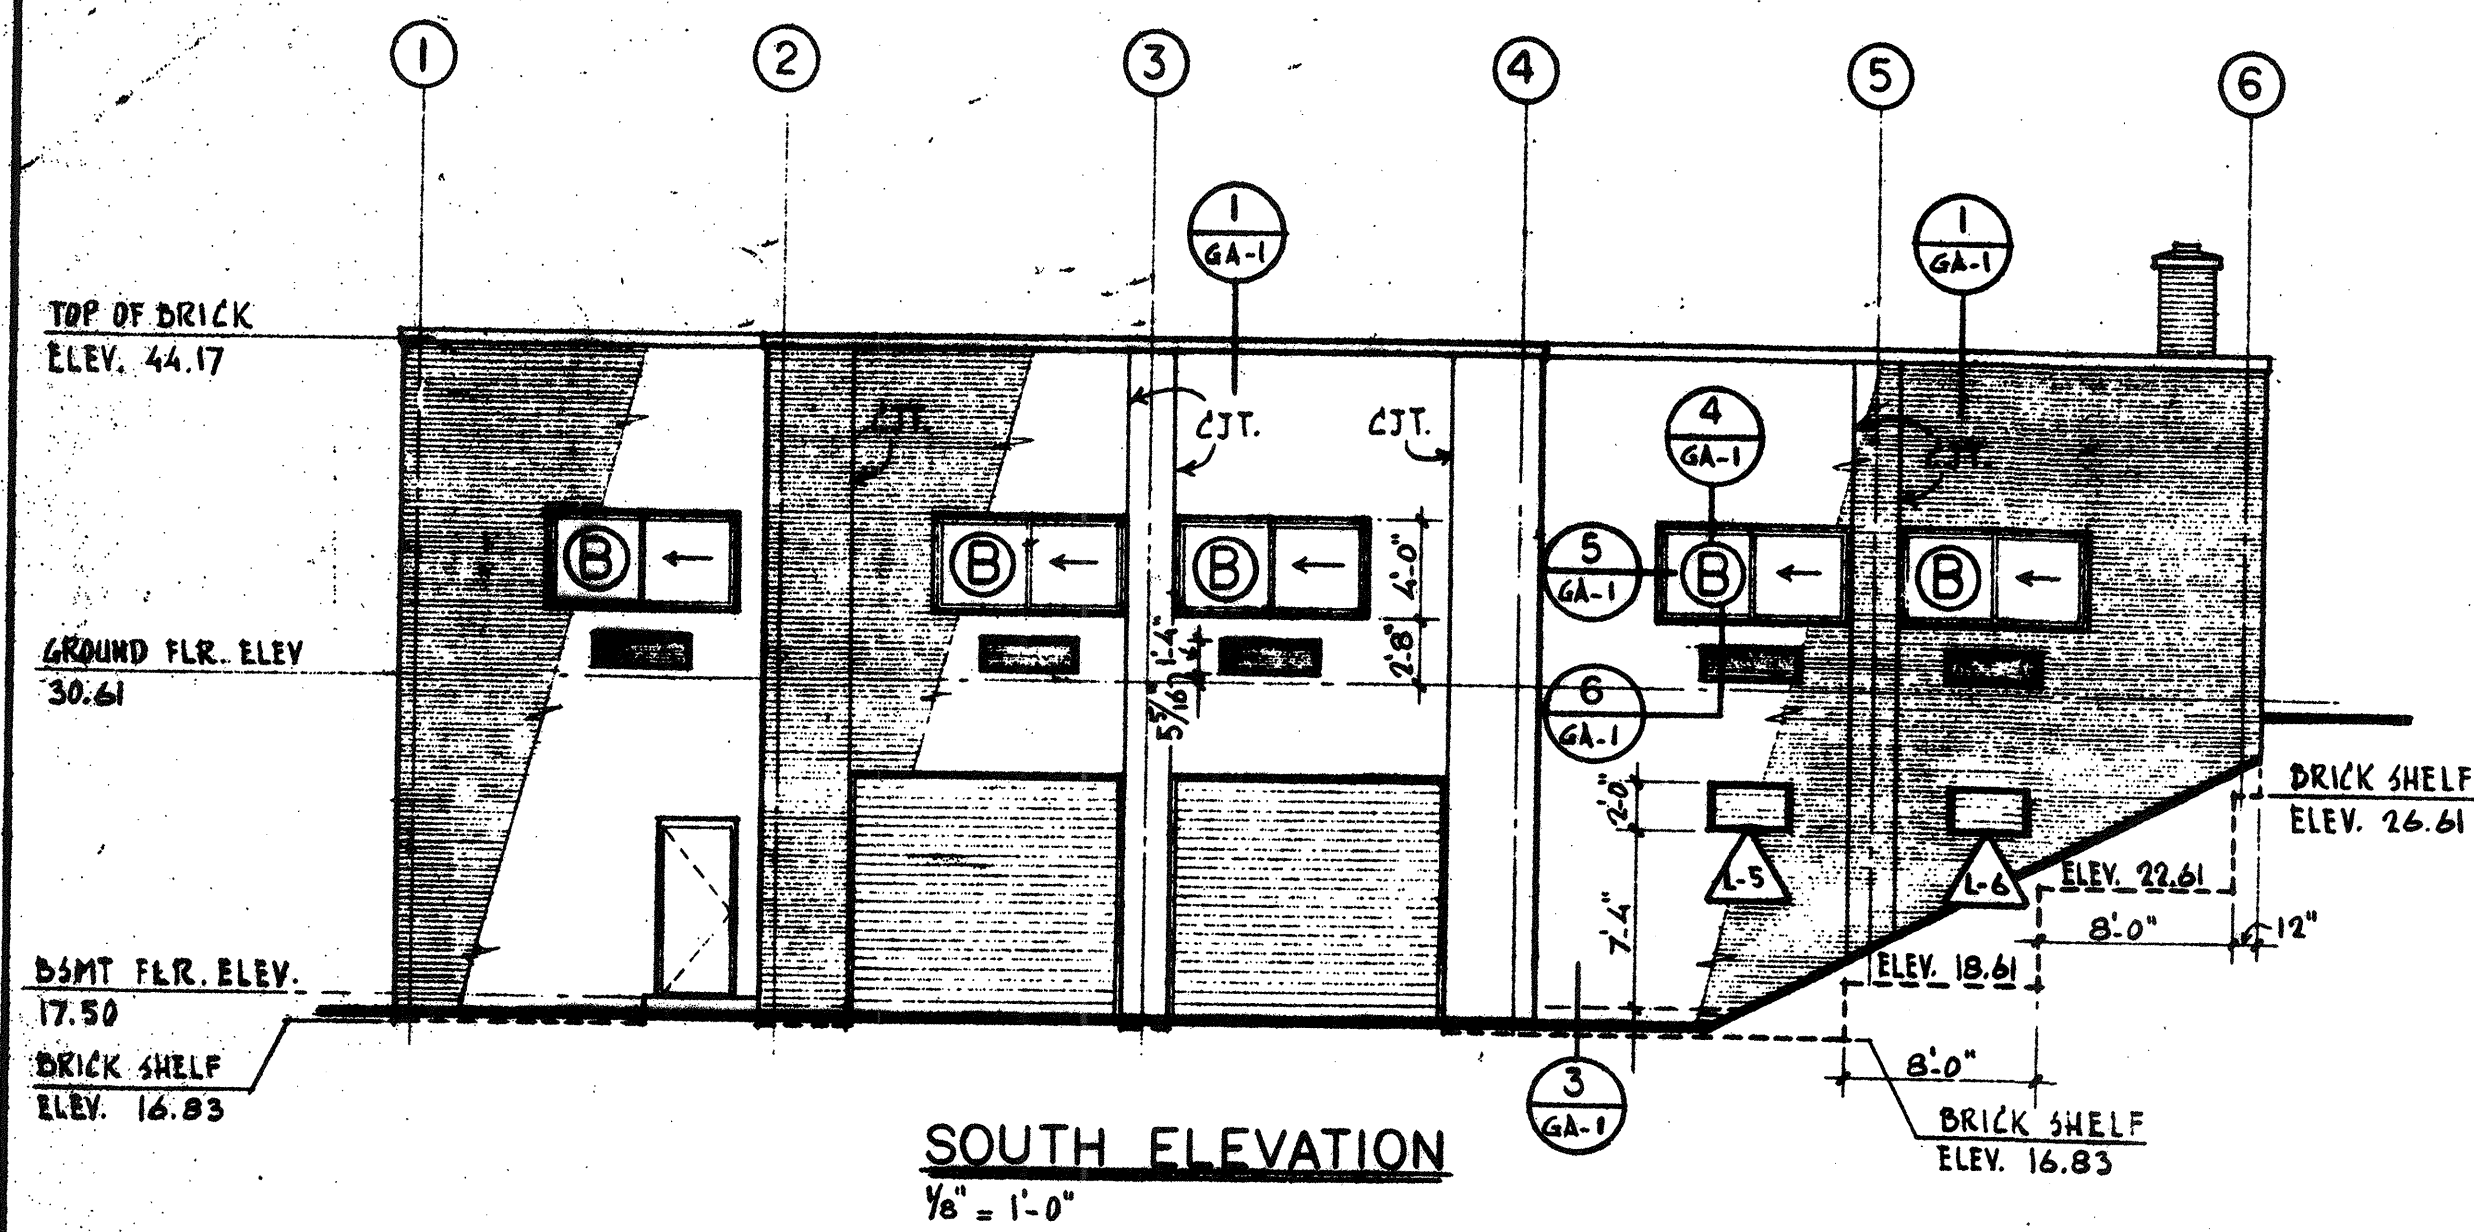 1
2
3
4
5
6
1
GA-1
1
GA-1
TOP OF BRICK
ELEV. 44.17
CJT.
CJT.
CJT.
4
GA-1
CJT.
B
B
B
B
B
4'-0"
5
GA-1
GROUND FLR. ELEV
30.61
1'-4"
2'-8"
5 5/16"
6
GA-1
2'-0"
BRICK SHELF
ELEV. 26.61
L-5
L-6
ELEV. 22.61
7'-4"
8'-0"
12"
BSMT FLR. ELEV.
17.50
ELEV. 18.61
BRICK SHELF
ELEV. 16.83
8'-0"
3
GA-1
BRICK SHELF
ELEV. 16.83
SOUTH ELEVATION
1/8" = 1'-0"